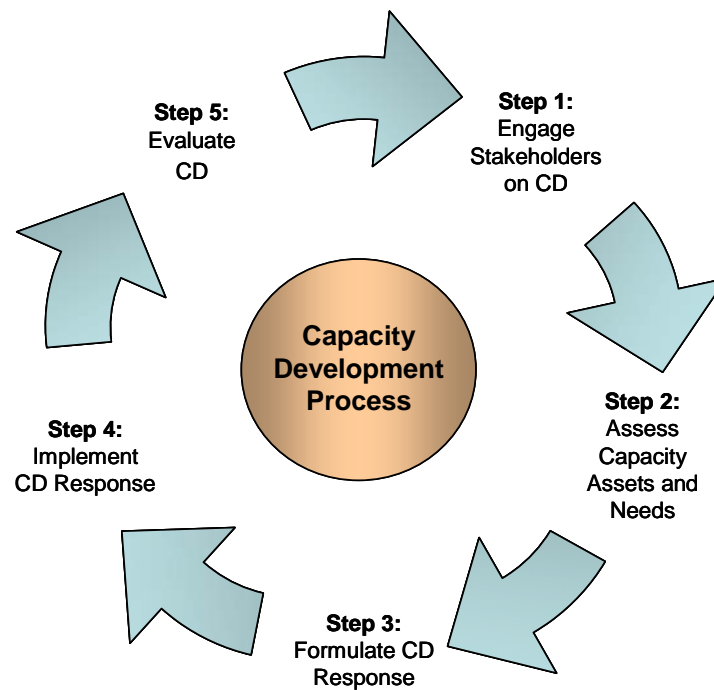 Capacity
Development
Process
Step 1:
Engage
Stakeholders
on CD
Step 2:
Assess
Capacity
Assets and
Needs
Step 3:
Formulate CD
Response
Step 4:
Implement
CD Response
Step 5:
Evaluate
CD